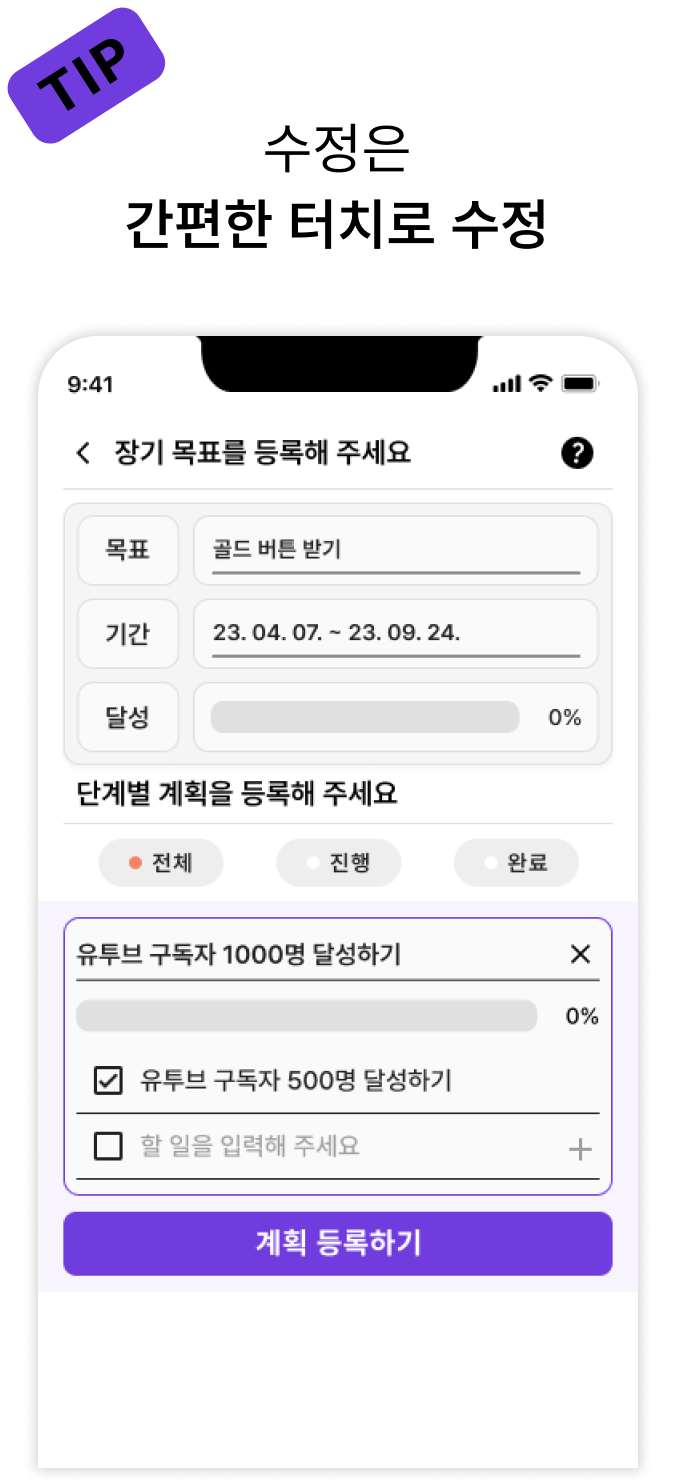 TIP
수정은
간편한 터치로 수정
9:41
장기 목표를 등록해 주세요 ?
목표 골드 버튼 받기
기간 23. 04. 07. ~ 23. 09. 24.
달성 0%
단계별 계획을 등록해 주세요
전체 진행 완료
유투브 구독자 1000명 달성하기
0%
유투브 구독자 500명 달성하기
할 일을 입력해 주세요
계획 등록하기